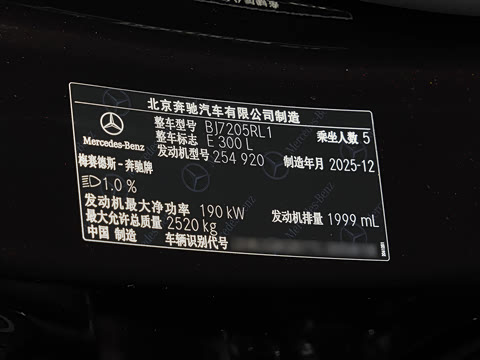 北京奔驰汽车有限公司制造
Mercedes-Benz
整车型号 BJ7205RL1
整车标志 E 300 L 乘坐人数 5
发动机型号 254 920 制造年月 2025-12
梅赛德斯-奔驰牌
1.0 %
发动机最大净功率 190 kW 发动机排量 1999 mL
最大允许总质量 2520 kg
中国 制造 车辆识别代号